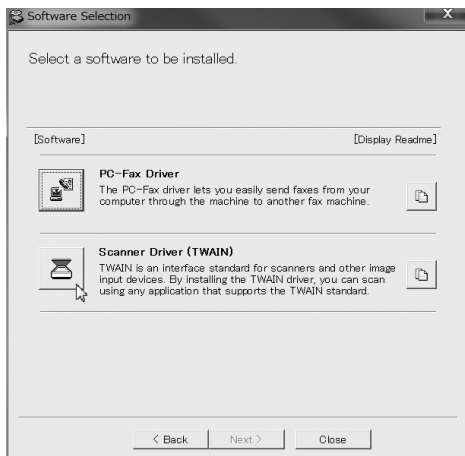 Software Selection
Select a software to be installed.
[Software] [Display Readme]
PC-Fax Driver
The PC-Fax driver lets you easily send faxes from your
computer through the machine to another fax machine.
Scanner Driver (TWAIN)
TWAIN is an interface standard for scanners and other image
input devices. By installing the TWAIN driver, you can scan
using any application that supports the TWAIN standard.
< Back Next > Close